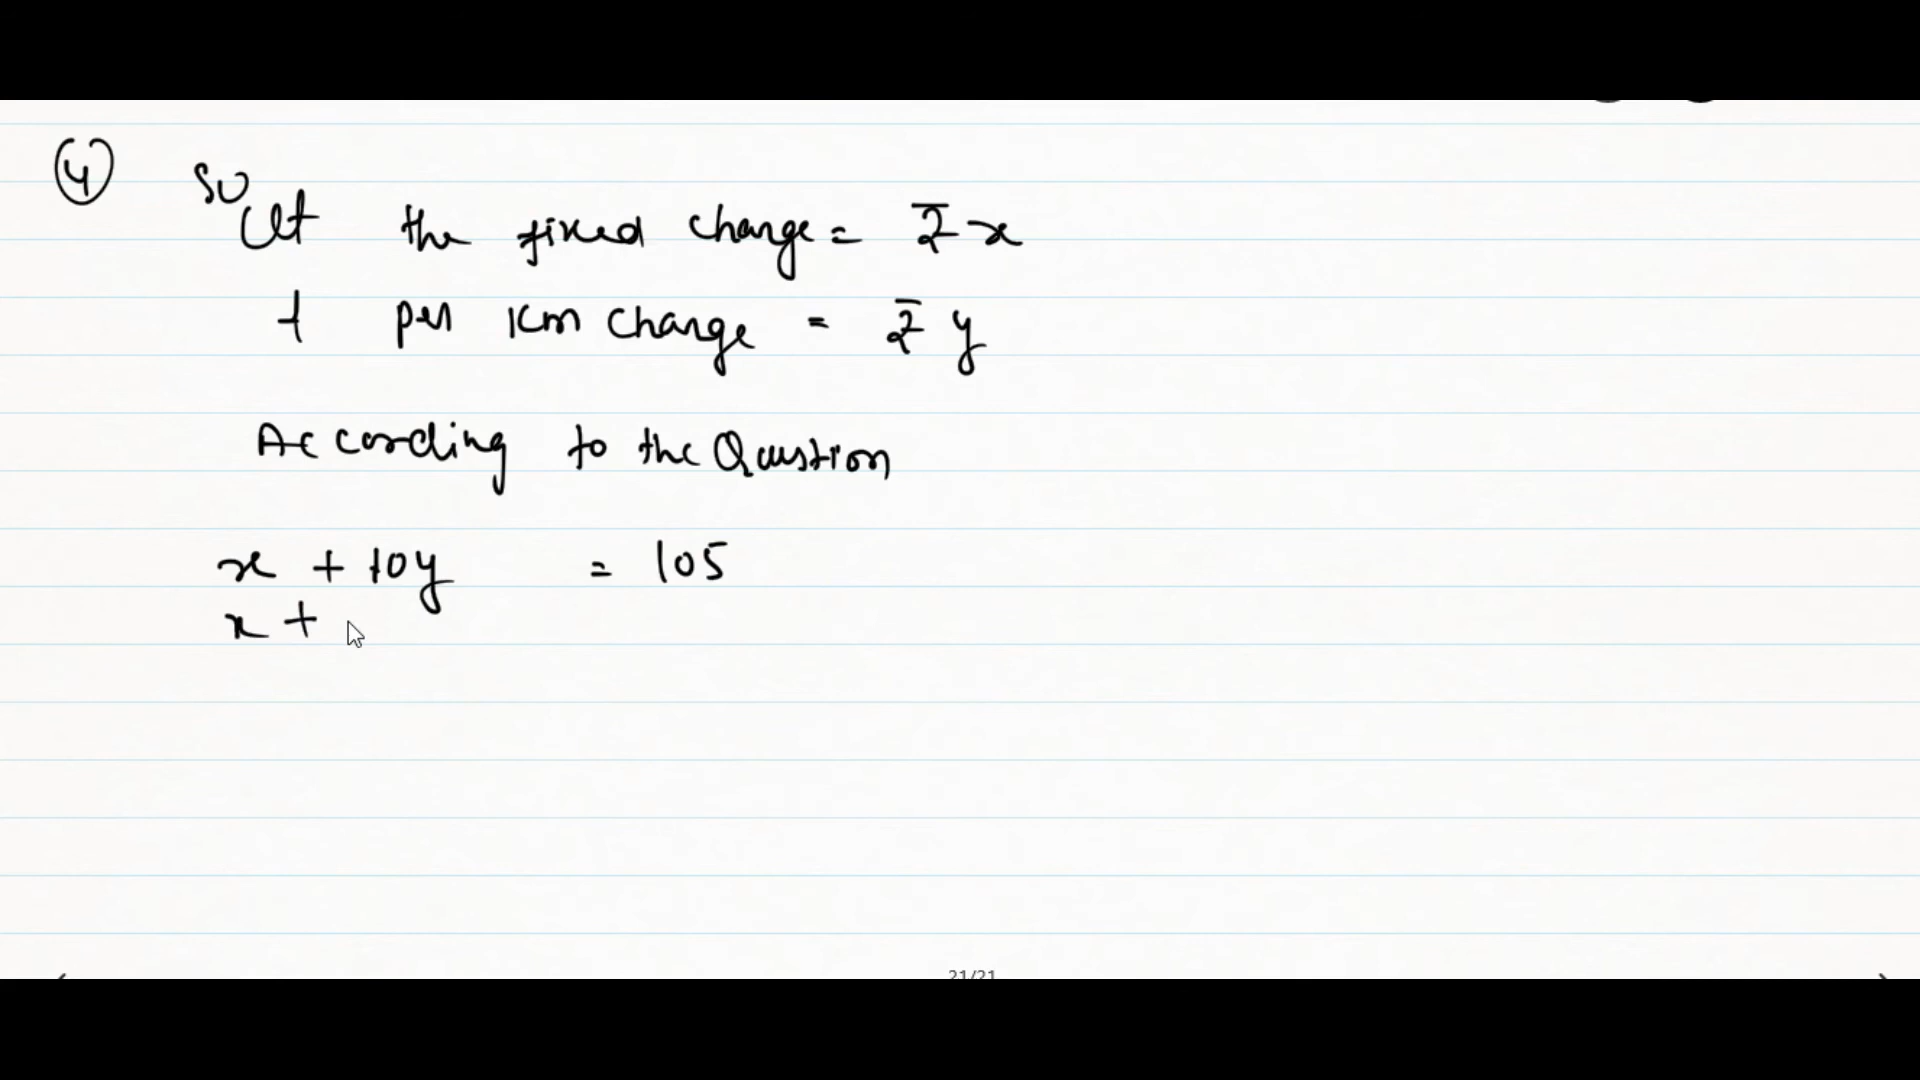 ④ Sol
let the fixed charge = ₹ x
& per Km charge = ₹ y
According to the Question
x + 10y = 105
x +
21/21